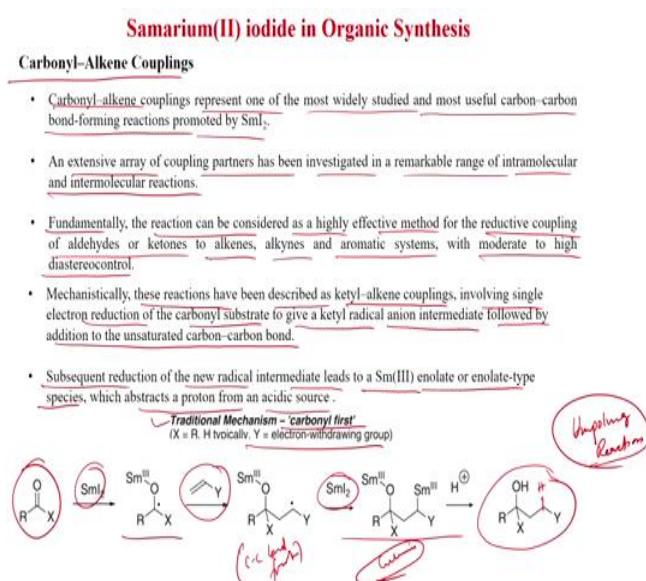 Samarium(II) iodide in Organic Synthesis
Carbonyl–Alkene Couplings
• Carbonyl–alkene couplings represent one of the most widely studied and most useful carbon–carbon
bond-forming reactions promoted by SmI₂.
• An extensive array of coupling partners has been investigated in a remarkable range of intramolecular
and intermolecular reactions.
• Fundamentally, the reaction can be considered as a highly effective method for the reductive coupling
of aldehydes or ketones to alkenes, alkynes and aromatic systems, with moderate to high
diastereocontrol.
• Mechanistically, these reactions have been described as ketyl–alkene couplings, involving single
electron reduction of the carbonyl substrate to give a ketyl radical anion intermediate followed by
addition to the unsaturated carbon–carbon bond.
• Subsequent reduction of the new radical intermediate leads to a Sm(III) enolate or enolate-type
species, which abstracts a proton from an acidic source .
Traditional Mechanism – 'carbonyl first'
(X = R, H typically, Y = electron-withdrawing group)
Umpolung
Reaction
O R X
SmI₂
Smᴵᴵᴵ O R X
Y
Smᴵᴵᴵ O R X Y
SmI₂
Smᴵᴵᴵ O Smᴵᴵᴵ R X Y
H⊕
OH H R X Y
(C-C bond